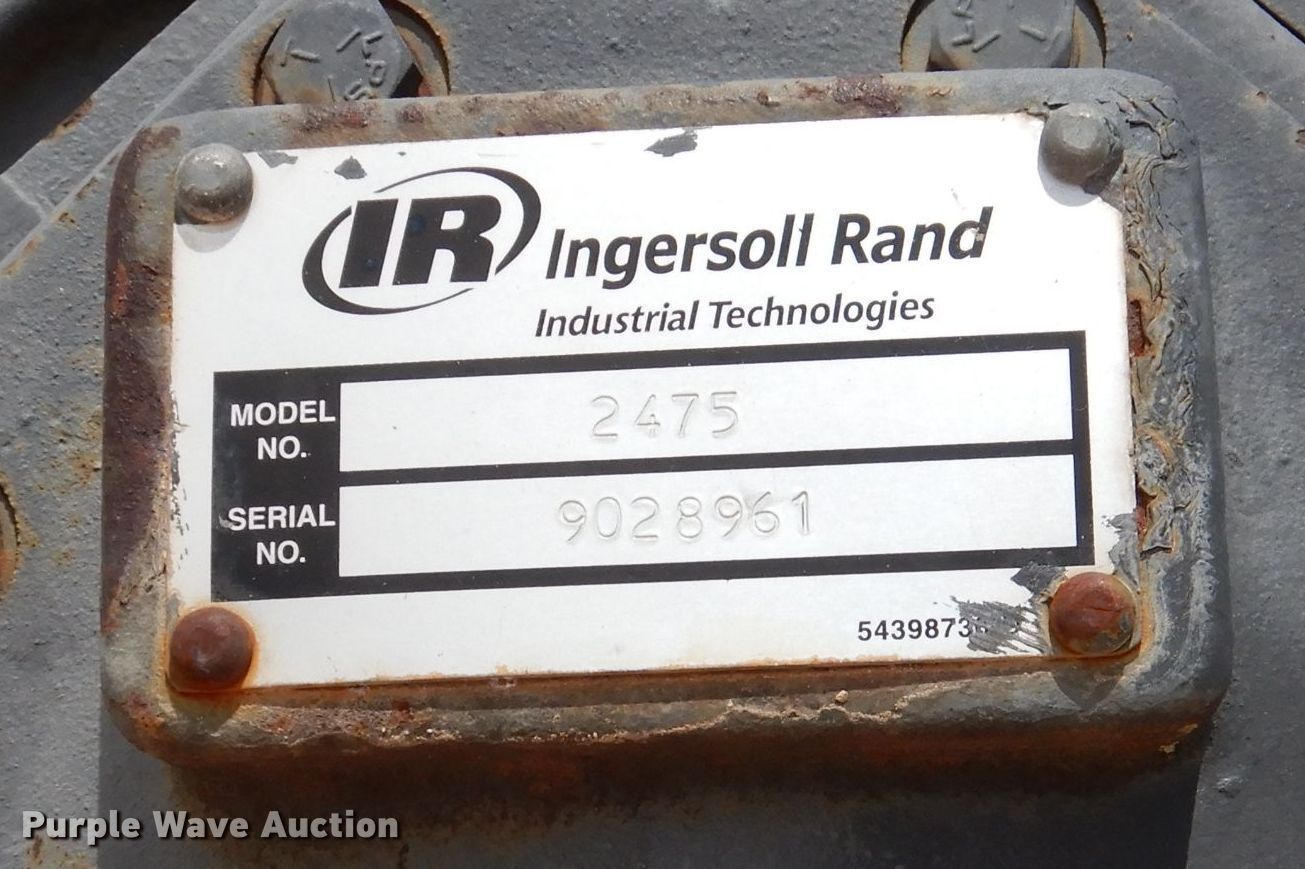 IR Ingersoll Rand
Industrial Technologies
MODEL NO. 2475
SERIAL NO. 9028961
Purple Wave Auction